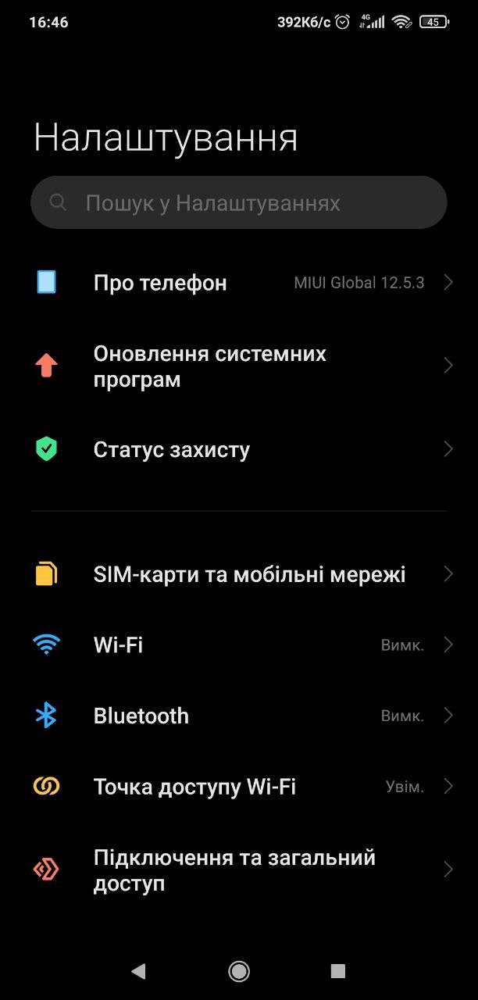 16:46
392Кб/с
4G
45
Налаштування
Пошук у Налаштуваннях
Про телефон
MIUI Global 12.5.3
Оновлення системних
програм
Статус захисту
SIM-карти та мобільні мережі
Wi-Fi
Вимк.
Bluetooth
Вимк.
Точка доступу Wi-Fi
Увім.
Підключення та загальний
доступ